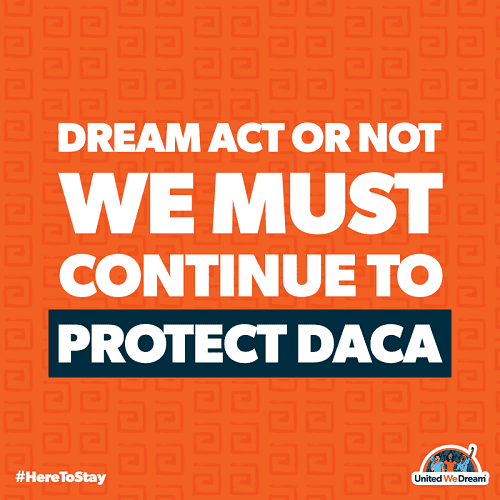 DREAM ACT OR NOT
WE MUST
CONTINUE TO
PROTECT DACA
#HereToStay
United We Dream